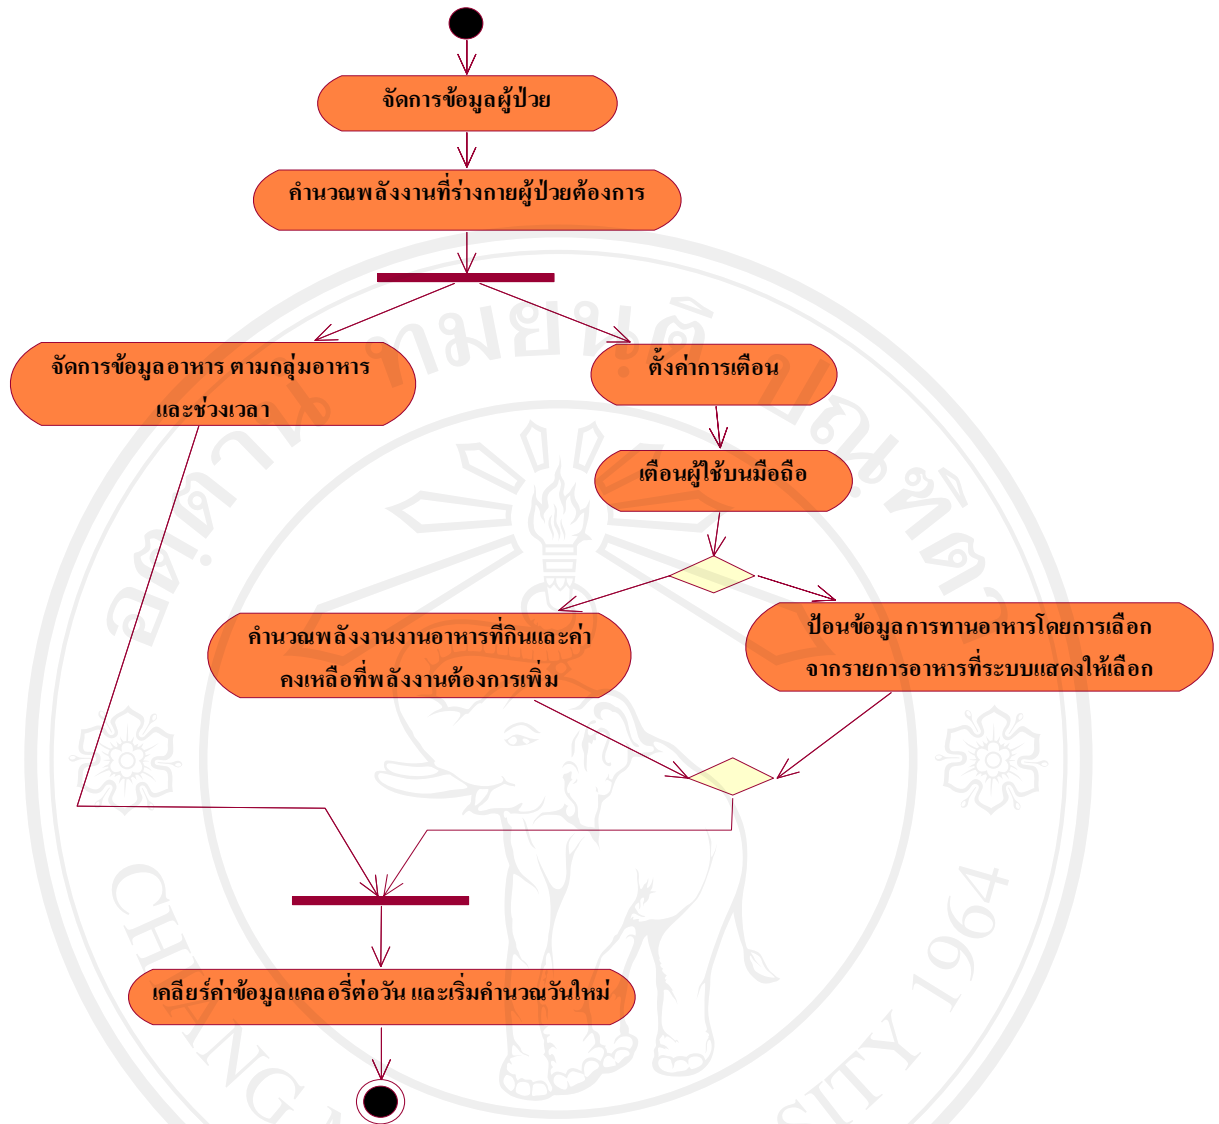 จัดการข้อมูลผู้ป่วย
คำนวณพลังงานที่ร่างกายผู้ป่วยต้องการ
จัดการข้อมูลอาหาร ตามกลุ่มอาหาร
และช่วงเวลา
ตั้งค่าการเตือน
เตือนผู้ใช้บนมือถือ
คำนวณพลังงานงานอาหารที่กินและค่า
คงเหลือที่พลังงานต้องการเพิ่ม
ป้อนข้อมูลการทานอาหารโดยการเลือก
จากรายการอาหารที่ระบบแสดงให้เลือก
เคลียร์ค่าข้อมูลแคลอรี่ต่อวัน และเริ่มคำนวณวันใหม่